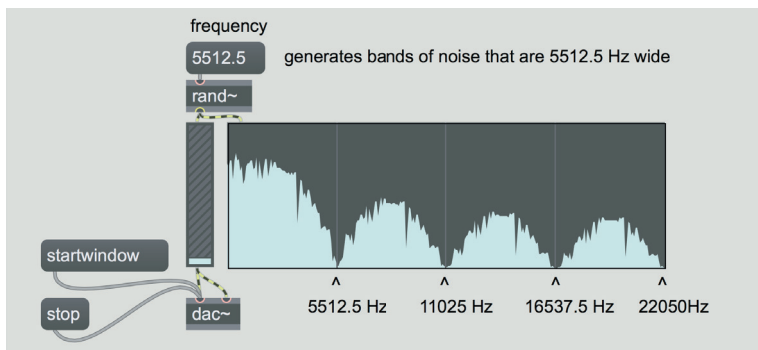 frequency
5512.5
generates bands of noise that are 5512.5 Hz wide
rand~
startwindow
stop
dac~
^ ^ ^ ^
5512.5 Hz 11025 Hz 16537.5 Hz 22050Hz